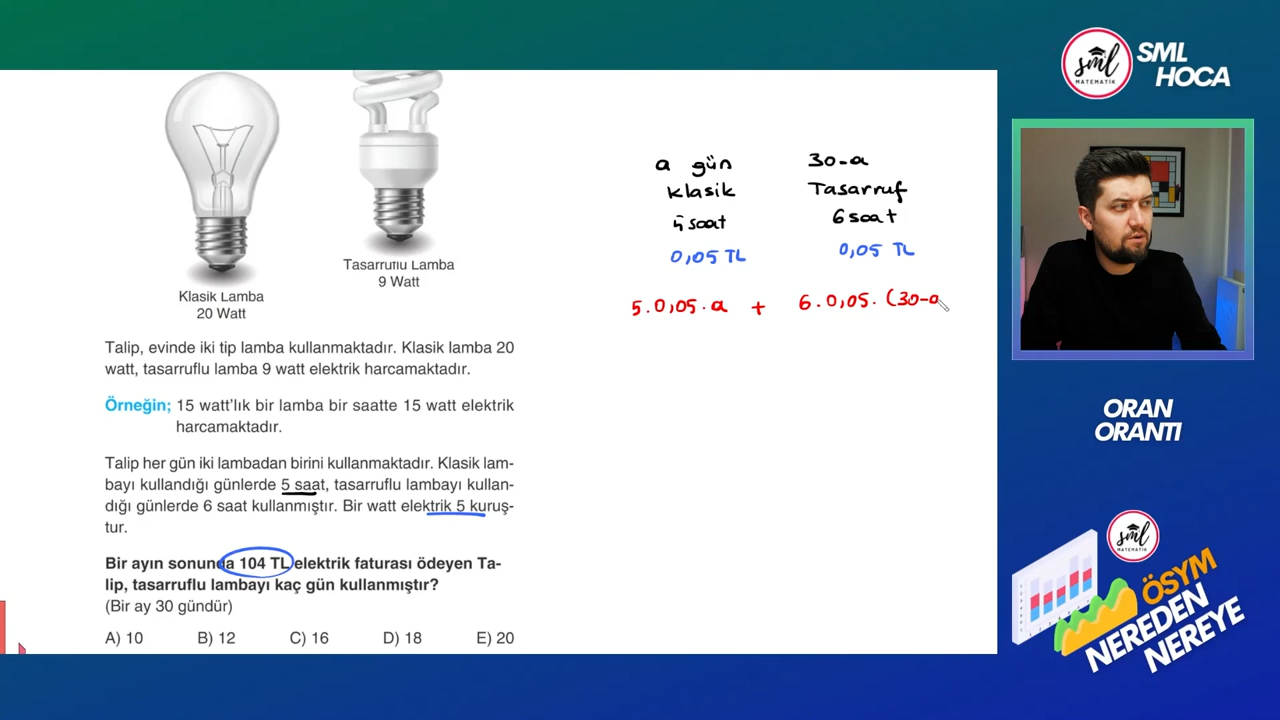 SML
HOCA
sml
MATEMATİK
Tasarruflu Lamba
9 Watt
Klasik Lamba
20 Watt
a gün
Klasik
5 saat
0,05 TL
30-a
Tasarruf
6 saat
0,05 TL
5.0,05.a + 6.0,05.(30-a
Talip, evinde iki tip lamba kullanmaktadır. Klasik lamba 20
watt, tasarruflu lamba 9 watt elektrik harcamaktadır.
Örneğin; 15 watt'lık bir lamba bir saatte 15 watt elektrik
harcamaktadır.
Talip her gün iki lambadan birini kullanmaktadır. Klasik lam-
bayı kullandığı günlerde 5 saat, tasarruflu lambayı kullan-
dığı günlerde 6 saat kullanmıştır. Bir watt elektrik 5 kuruş-
tur.
Bir ayın sonunda 104 TL elektrik faturası ödeyen Ta-
lip, tasarruflu lambayı kaç gün kullanmıştır?
(Bir ay 30 gündür)
A) 10 B) 12 C) 16 D) 18 E) 20
ORAN
ORANTI
sml
MATEMATİK
ÖSYM
NEREDEN
NEREYE